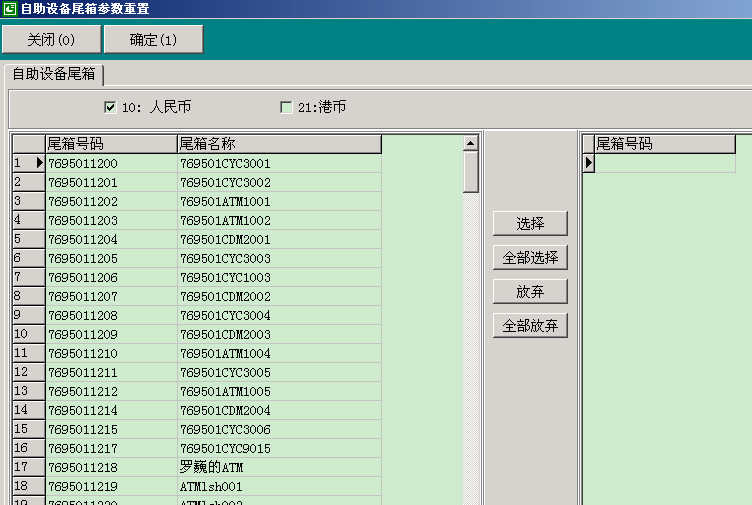 自助设备尾箱参数重置
关闭(0) 确定(1)
自助设备尾箱
10: 人民币 21:港币
尾箱号码 尾箱名称 尾箱号码
1 7695011200 769501CYC3001
2 7695011201 769501CYC3002
3 7695011202 769501ATM1001
4 7695011203 769501ATM1002
5 7695011204 769501CDM2001
选择
6 7695011205 769501CYC3003
全部选择
7 7695011206 769501CYC1003
8 7695011207 769501CDM2002
放弃
9 7695011208 769501CYC3004
10 7695011209 769501CDM2003
全部放弃
11 7695011210 769501ATM1004
12 7695011211 769501CYC3005
13 7695011212 769501ATM1005
14 7695011214 769501CDM2004
15 7695011215 769501CYC3006
16 7695011217 769501CYC9015
17 7695011218 罗巍的ATM
18 7695011219 ATMlsh001